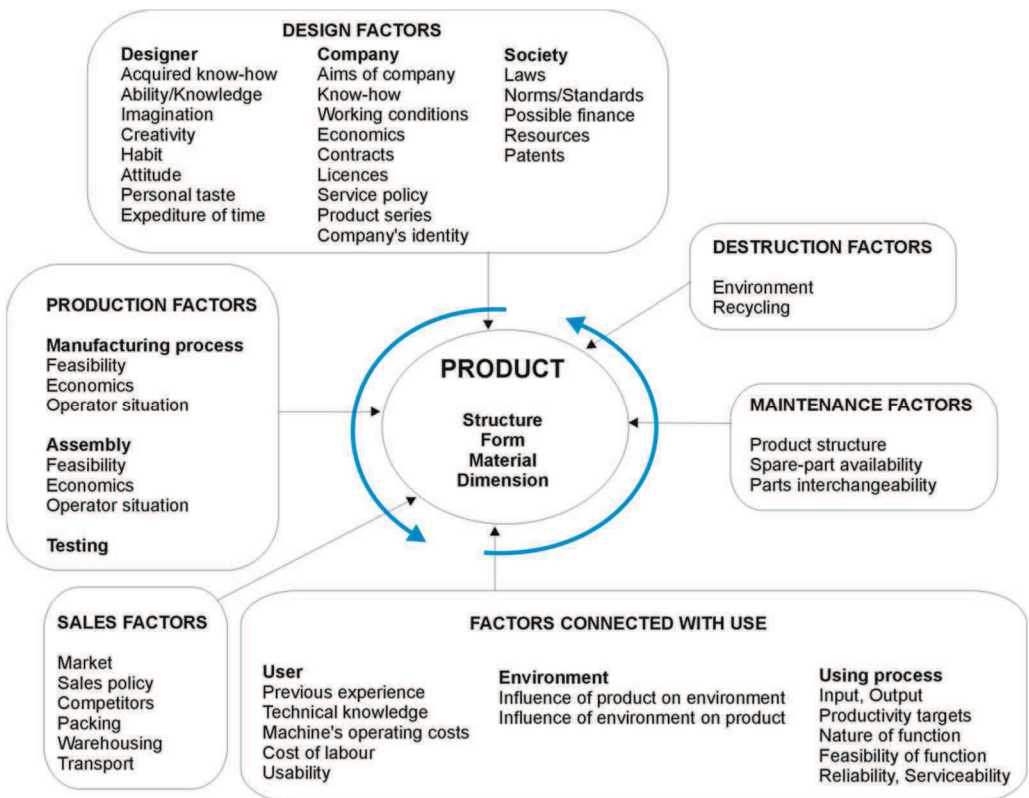 DESIGN FACTORS
Designer
Acquired know-how
Ability/Knowledge
Imagination
Creativity
Habit
Attitude
Personal taste
Expediture of time
Company
Aims of company
Know-how
Working conditions
Economics
Contracts
Licences
Service policy
Product series
Company's identity
Society
Laws
Norms/Standards
Possible finance
Resources
Patents
DESTRUCTION FACTORS
Environment
Recycling
PRODUCTION FACTORS
Manufacturing process
Feasibility
Economics
Operator situation
Assembly
Feasibility
Economics
Operator situation
Testing
PRODUCT
Structure
Form
Material
Dimension
MAINTENANCE FACTORS
Product structure
Spare-part availability
Parts interchangeability
SALES FACTORS
Market
Sales policy
Competitors
Packing
Warehousing
Transport
FACTORS CONNECTED WITH USE
User
Previous experience
Technical knowledge
Machine's operating costs
Cost of labour
Usability
Environment
Influence of product on environment
Influence of environment on product
Using process
Input, Output
Productivity targets
Nature of function
Feasibility of function
Reliability, Serviceability